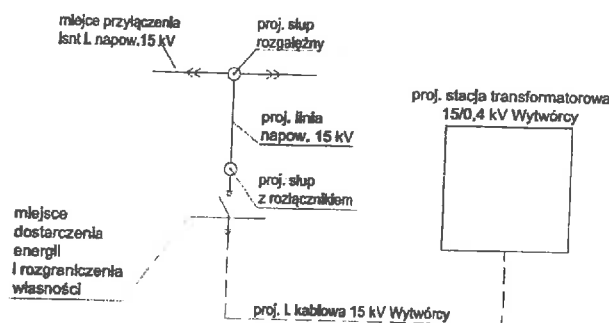 miejsce przyłączenia
Isnt L napow.15 kV
proj. słup
rozgałęźny
proj. stacja transformatorowa
15/0,4 kV Wytwórcy
proj. linia
napow. 15 kV
proj. słup
z rozłącznikiem
miejsce
dostarczenia
energii
i rozgraniczenia
własności
proj. L kablowa 15 kV Wytwórcy